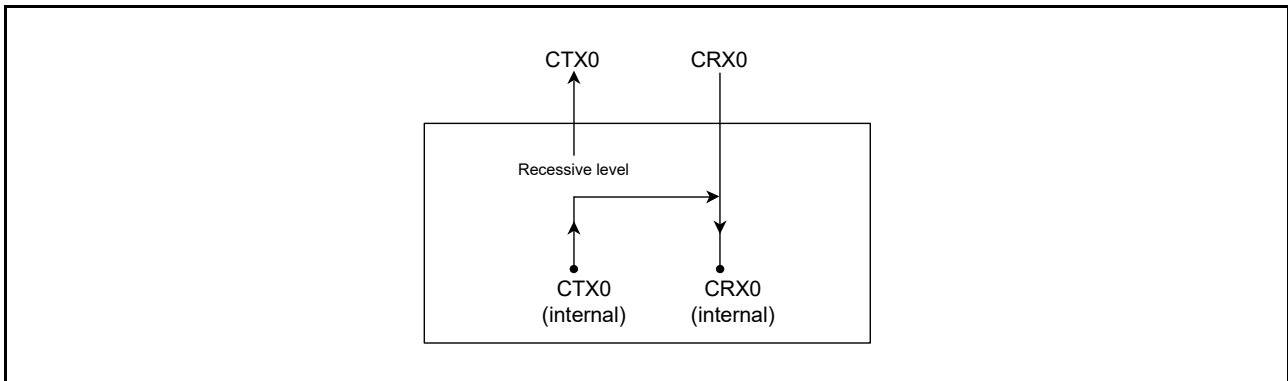 CTX0 CRX0
Recessive level
CTX0 CRX0
(internal) (internal)